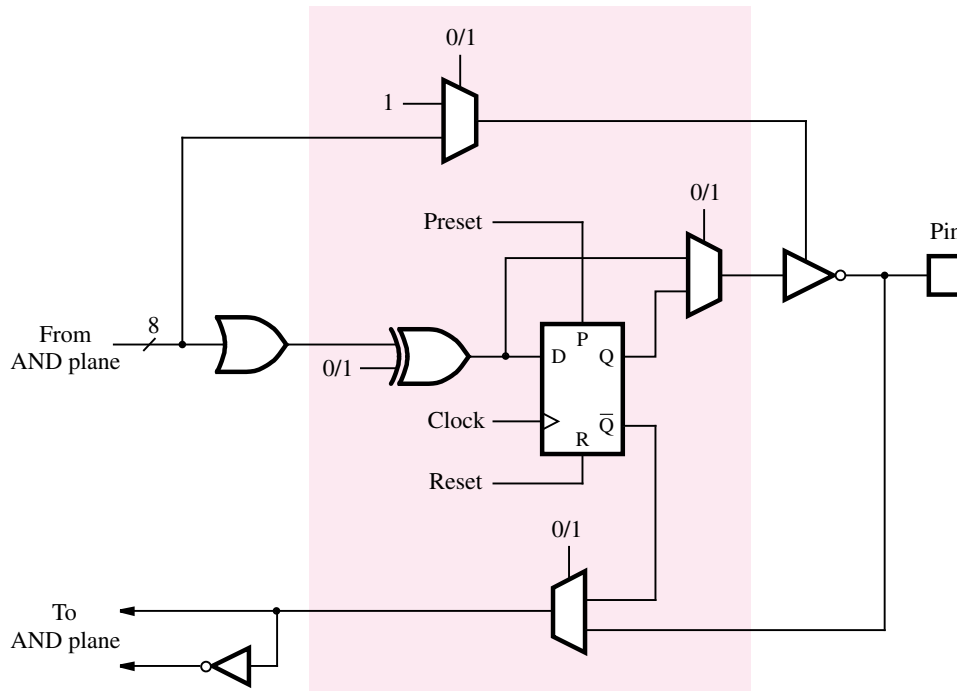 0/1
1
0/1
Preset
Pin
8
From
AND plane
P
D
Q
0/1
Clock
Q̅
R
Reset
0/1
To
AND plane